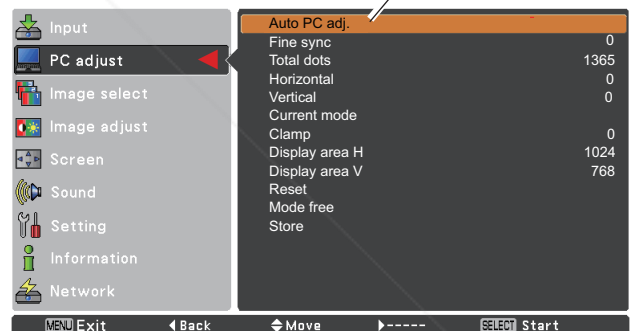 Input
PC adjust
Image select
Image adjust
Screen
Sound
Setting
Information
Network
Auto PC adj.
Fine sync 0
Total dots 1365
Horizontal 0
Vertical 0
Current mode
Clamp 0
Display area H 1024
Display area V 768
Reset
Mode free
Store
MENU Exit ◀Back Move ▶----- SELECT Start